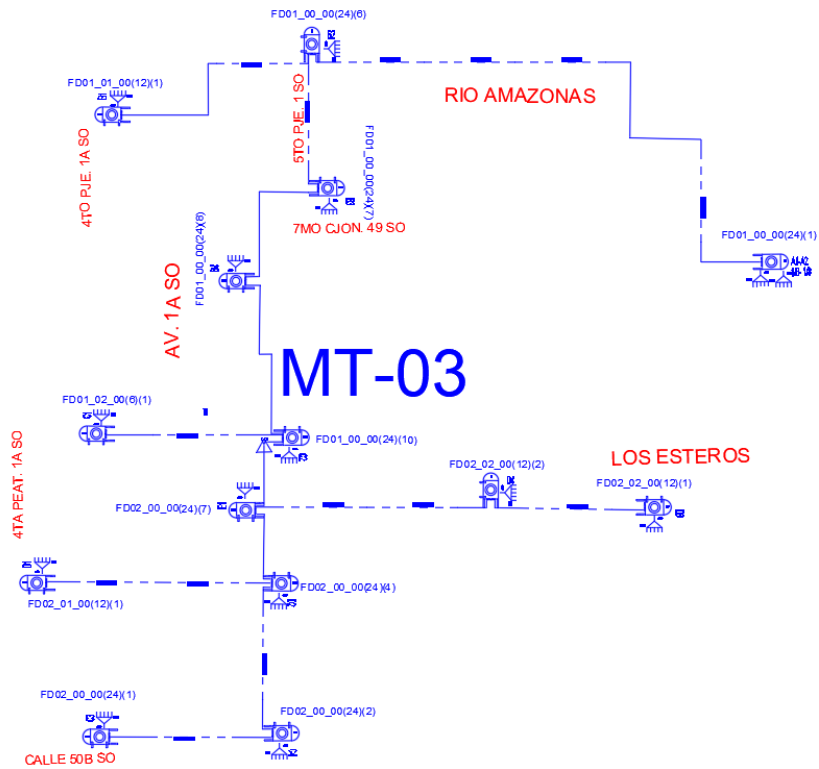 FD01_00_00(24)(6)
FD01_01_00(12)(1)
RIO AMAZONAS
5TO PJE. 1 SO
4TO PJE. 1A SO
FD01_00_00(24)(7)
7MO CJON. 49 SO
FD01_00_00(24)(8)
FD01_00_00(24)(1)
A1-A2
AV. 1A SO
MT-03
FD01_02_00(6)(1)
FD01_00_00(24)(10)
4TA PEAT. 1A SO
LOS ESTEROS
FD02_02_00(12)(2)
FD02_02_00(12)(1)
FD02_00_00(24)(7)
FD02_00_00(24)(4)
FD02_01_00(12)(1)
FD02_00_00(24)(1)
FD02_00_00(24)(2)
CALLE 50B SO